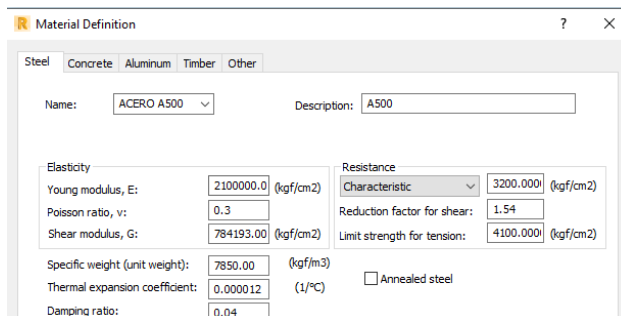 R Material Definition ? ×
Steel Concrete Aluminum Timber Other
Name: ACERO A500 Description: A500
Elasticity Resistance
Young modulus, E: 2100000.0 (kgf/cm2) Characteristic 3200.000 (kgf/cm2)
Poisson ratio, ν: 0.3 Reduction factor for shear: 1.54
Shear modulus, G: 784193.00 (kgf/cm2) Limit strength for tension: 4100.000 (kgf/cm2)
Specific weight (unit weight): 7850.00 (kgf/m3) Annealed steel
Thermal expansion coefficient: 0.000012 (1/°C)
Damping ratio: 0.04